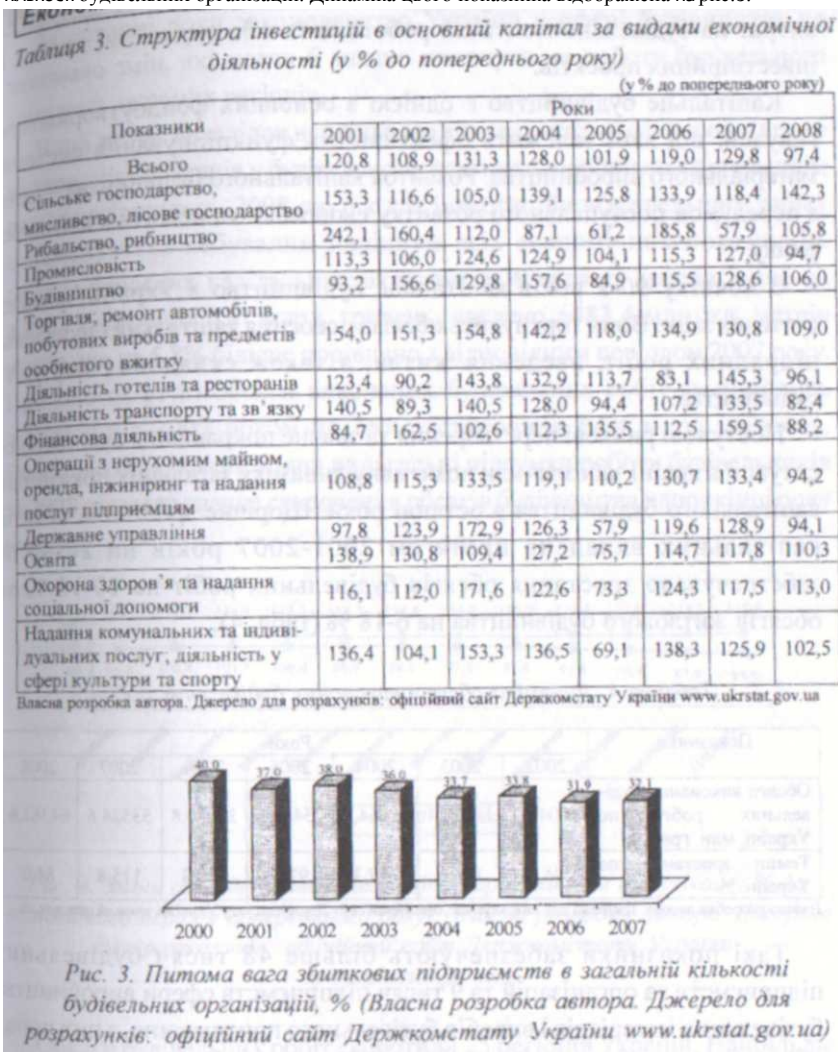 будівельних організацій. Динаміка цього показника відображена
Таблиця 3. Структура інвестицій в основний капітал за видами економічної
діяльності (у % до попереднього року)
(у % до попереднього року)
Показники Роки
2001 2002 2003 2004 2005 2006 2007 2008
Всього 120,8 108,9 131,3 128,0 101,9 119,0 129,8 97,4
Сільське господарство,
мисливство, лісове господарство 153,3 116,6 105,0 139,1 125,8 133,9 118,4 142,3
Рибальство, рибництво 242,1 160,4 112,0 87,1 61,2 185,8 57,9 105,8
Промисловість 113,3 106,0 124,6 124,9 104,1 115,3 127,0 94,7
Будівництво 93,2 156,6 129,8 157,6 84,9 115,5 128,6 106,0
Торгівля; ремонт автомобілів,
побутових виробів та предметів 154,0 151,3 154,8 142,2 118,0 134,9 130,8 109,0
особистого вжитку
Діяльність готелів та ресторанів 123,4 90,2 143,8 132,9 113,7 83,1 145,3 96,1
Діяльність транспорту та зв’язку 140,5 89,3 140,5 128,0 94,4 107,2 133,5 82,4
Фінансова діяльність 84,7 162,5 102,6 112,3 135,5 112,5 159,5 88,2
Операції з нерухомим майном,
оренда, інжиніринг та надання 108,8 115,3 133,5 119,1 110,2 130,7 133,4 94,2
послуг підприємцям
Державне управління 97,8 123,9 172,9 126,3 57,9 119,6 128,9 94,1
Освіта 138,9 130,8 109,4 127,2 75,7 114,7 117,8 110,3
Охорона здоров’я та надання
соціальної допомоги 116,1 112,0 171,6 122,6 73,3 124,3 117,5 113,0
Надання комунальних та індиві-
дуальних послуг; діяльність у 136,4 104,1 153,3 136,5 69,1 138,3 125,9 102,5
сфері культури та спорту
Власна розробка автора. Джерело для розрахунків: офіційний сайт Держкомстату України www.ukrstat.gov.ua
40,0 37,0 38,0 36,0 33,7 33,8 31,9 32,1
2000 2001 2002 2003 2004 2005 2006 2007
Рис. 3. Питома вага збиткових підприємств в загальній кількості
будівельних організацій, % (Власна розробка автора. Джерело для
розрахунків: офіційний сайт Держкомстату України www.ukrstat.gov.ua)